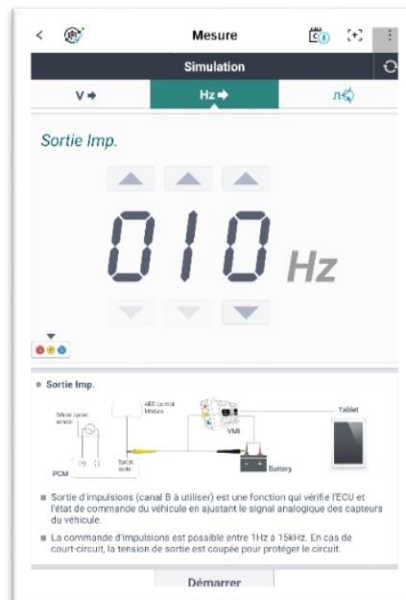 Mesure
Simulation
V
Hz
Sortie Imp.
010 Hz
Sortie Imp.
Wheel speed sensor
ABS control Module
VMI
Tablet
(+) (-)
PCM
Battery
Sortie d'impulsions (canal B à utiliser) est une fonction qui vérifie l'ECU et
l'état de commande du véhicule en ajustant le signal analogique des capteurs
du véhicule.
La commande d'impulsions est possible entre 1Hz à 15kHz. En cas de
court-circuit, la tension de sortie est coupée pour protéger le circuit.
Démarrer